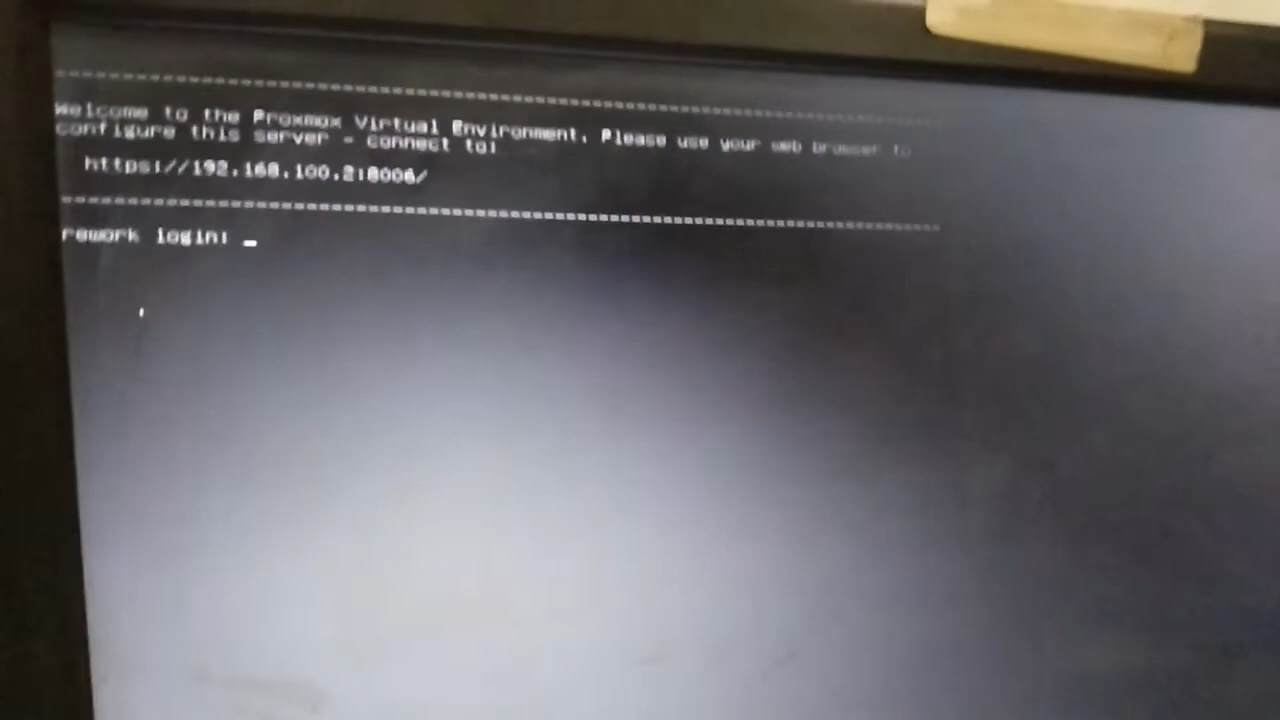 --------------------------------------------------------------------------------
Welcome to the Proxmox Virtual Environment. Please use your web browser to
configure this server - connect to:
https://192.168.100.2:8006/
--------------------------------------------------------------------------------
rework login: _